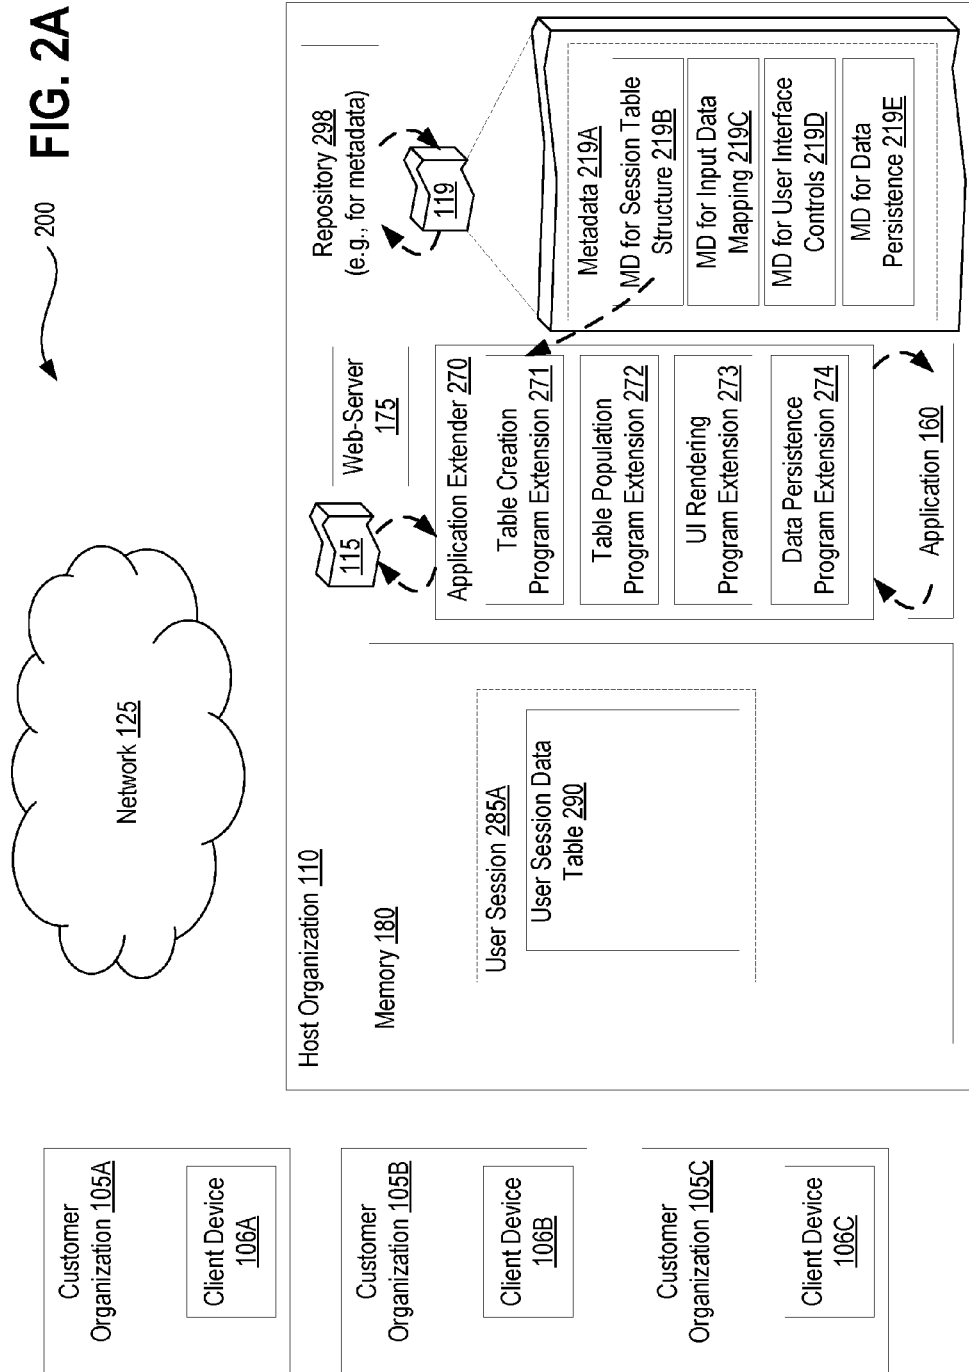 FIG. 2A
200
Network 125
Customer
Organization 105A
Client Device
106A
Customer
Organization 105B
Client Device
106B
Customer
Organization 105C
Client Device
106C
Host Organization 110
Memory 180
User Session 285A
User Session Data
Table 290
115
Web-Server
175
Application Extender 270
Table Creation
Program Extension 271
Table Population
Program Extension 272
UI Rendering
Program Extension 273
Data Persistence
Program Extension 274
Application 160
Repository 298
(e.g., for metadata)
119
Metadata 219A
MD for Session Table
Structure 219B
MD for Input Data
Mapping 219C
MD for User Interface
Controls 219D
MD for Data
Persistence 219E